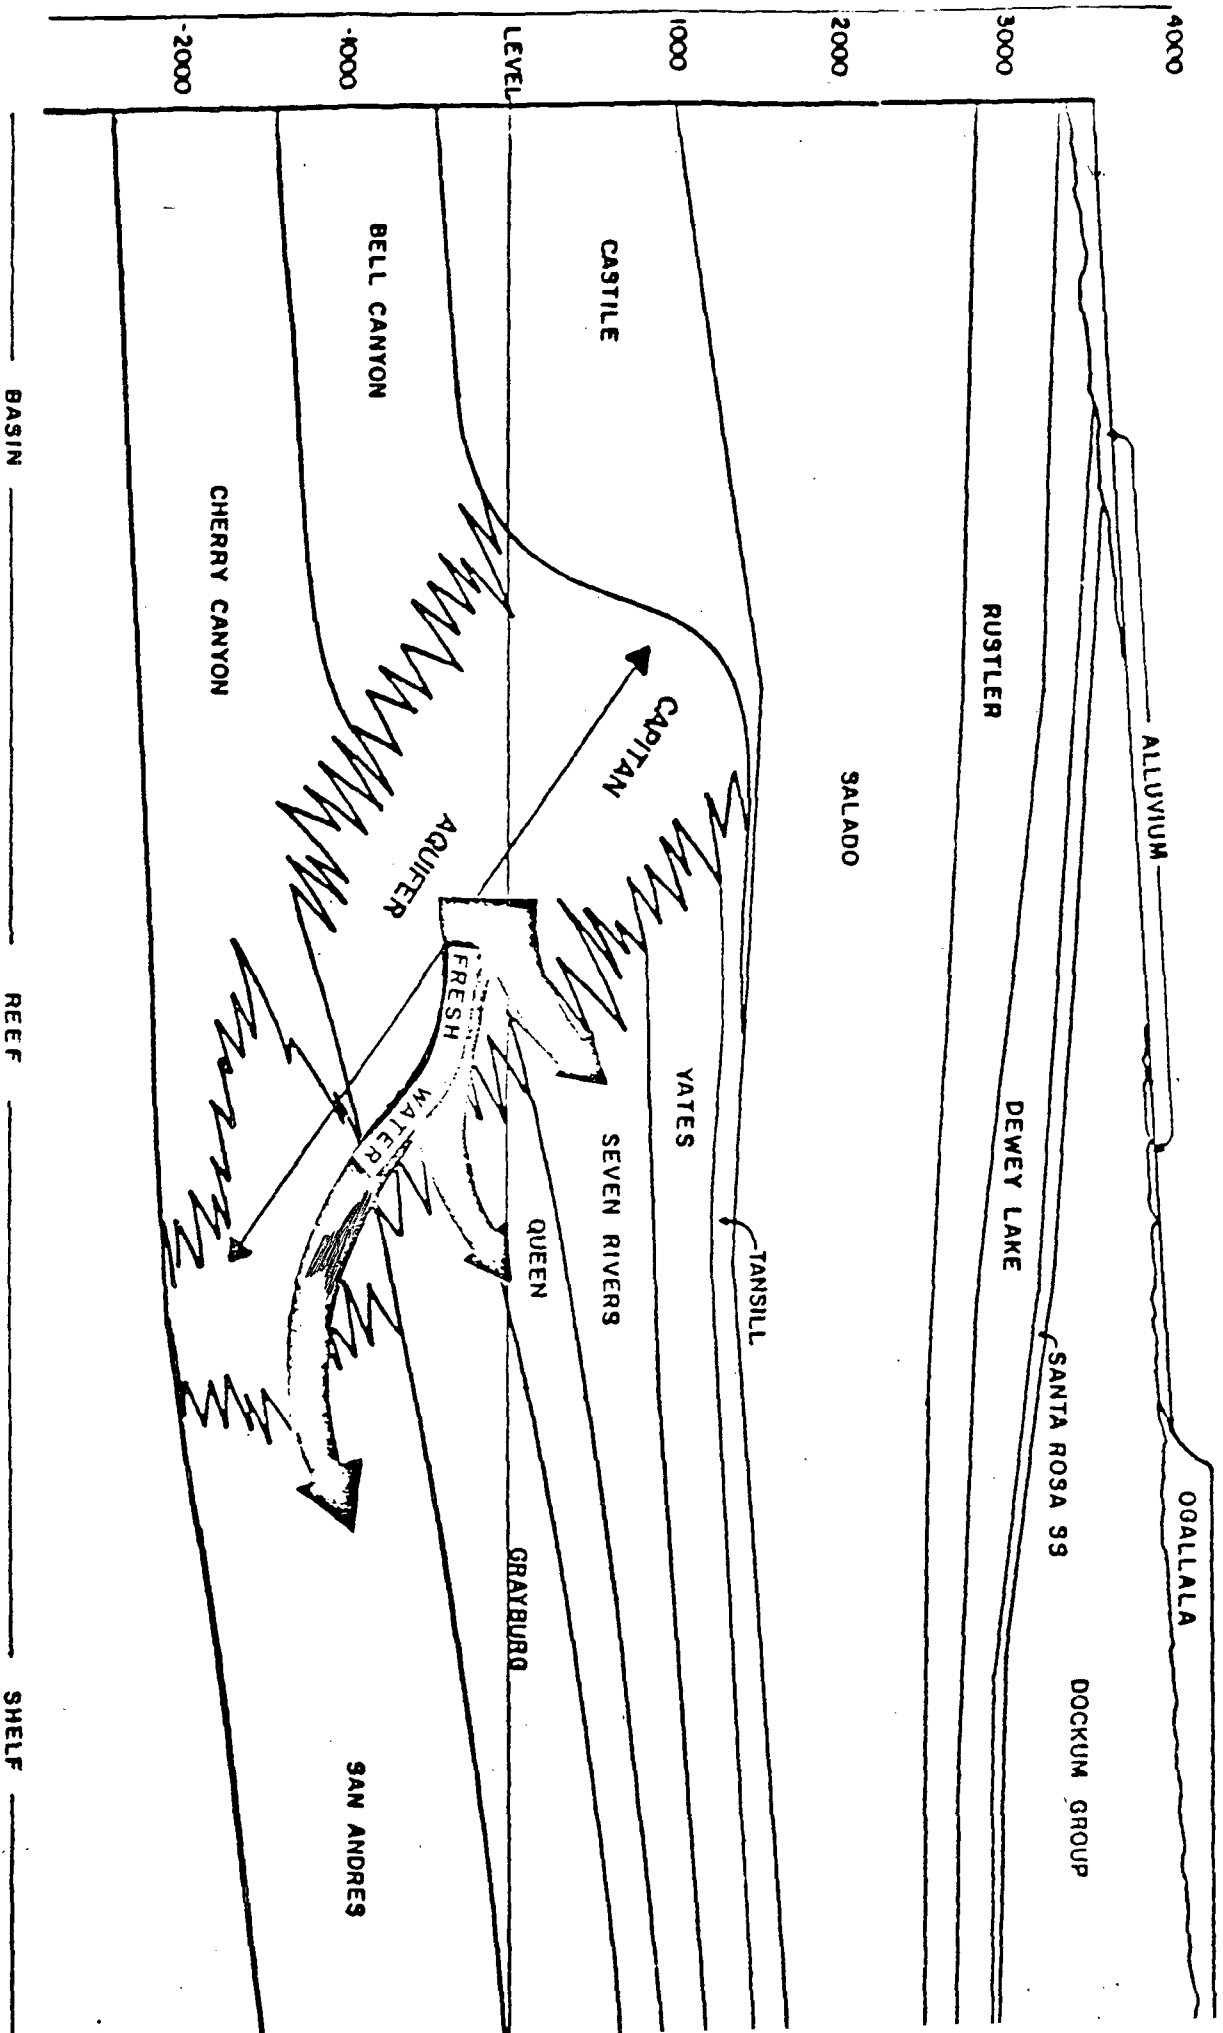 4000
3000
2000
1000
LEVEL
-1000
-2000
ALLUVIUM
OGALLALA
SANTA ROSA SS
DOCKUM GROUP
DEWEY LAKE
RUSTLER
SALADO
TANSILL
YATES
CASTILE
CAPITAN
AQUIFER
SEVEN RIVERS
QUEEN
GRAYBURG
FRESH WATER
BELL CANYON
SAN ANDRES
CHERRY CANYON
BASIN
REEF
SHELF